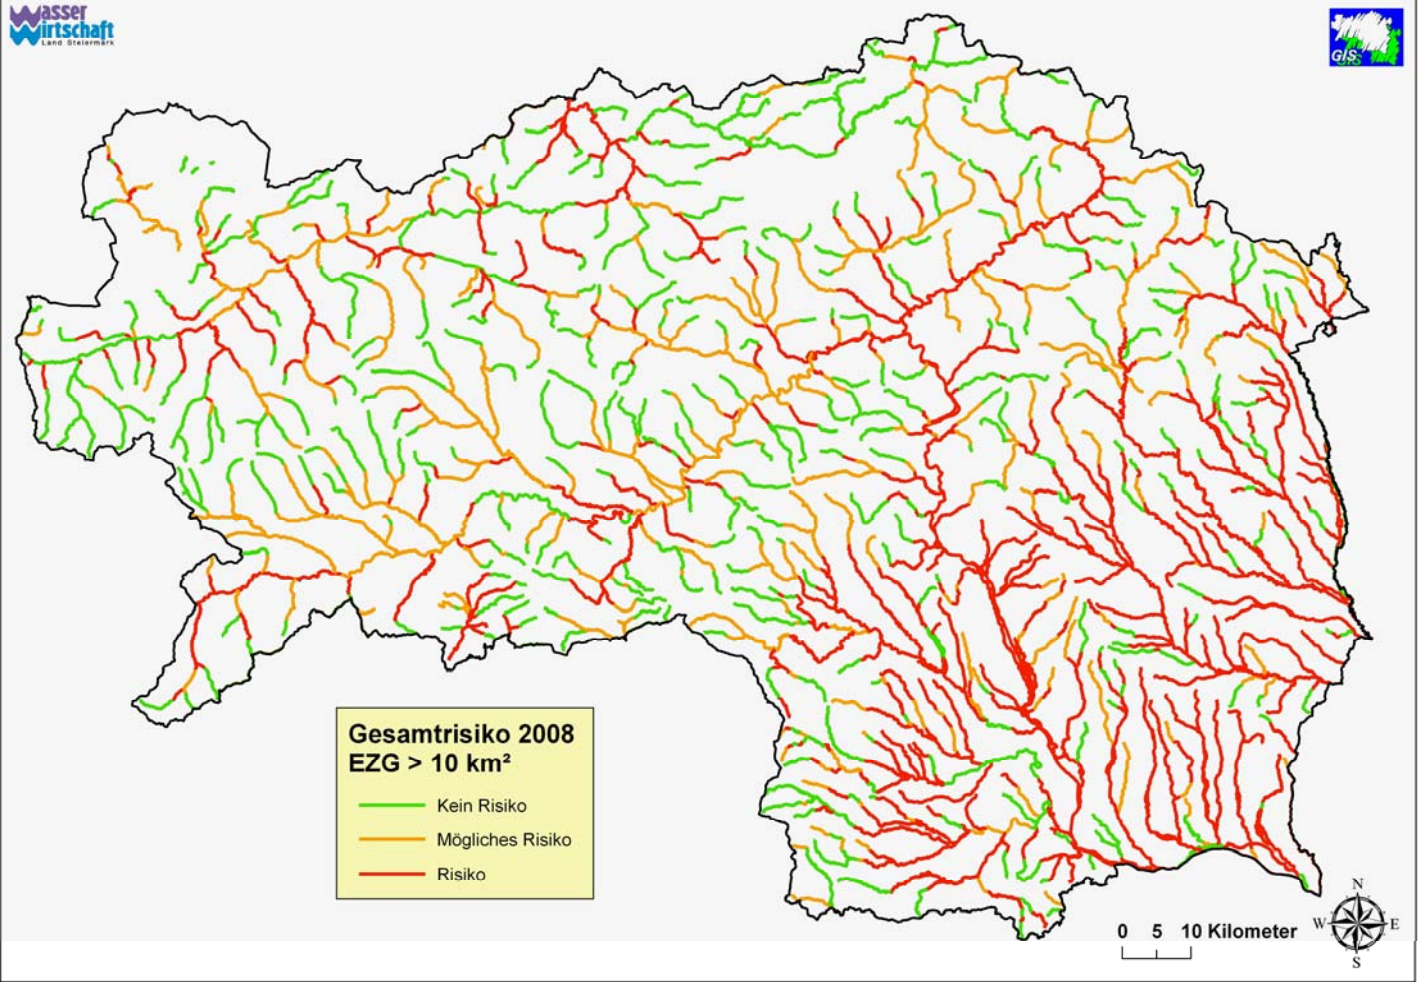 Wasser
Wirtschaft
Land Steiermark
GIS
Gesamtrisiko 2008
EZG > 10 km²
Kein Risiko
Mögliches Risiko
Risiko
0 5 10 Kilometer
N
W E
S